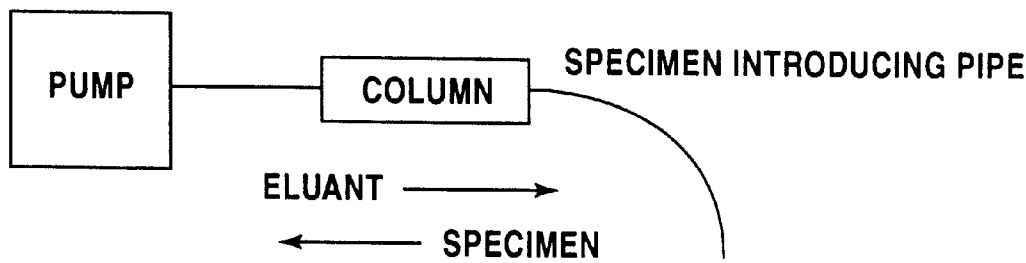 PUMP
COLUMN
SPECIMEN INTRODUCING PIPE
ELUANT
SPECIMEN